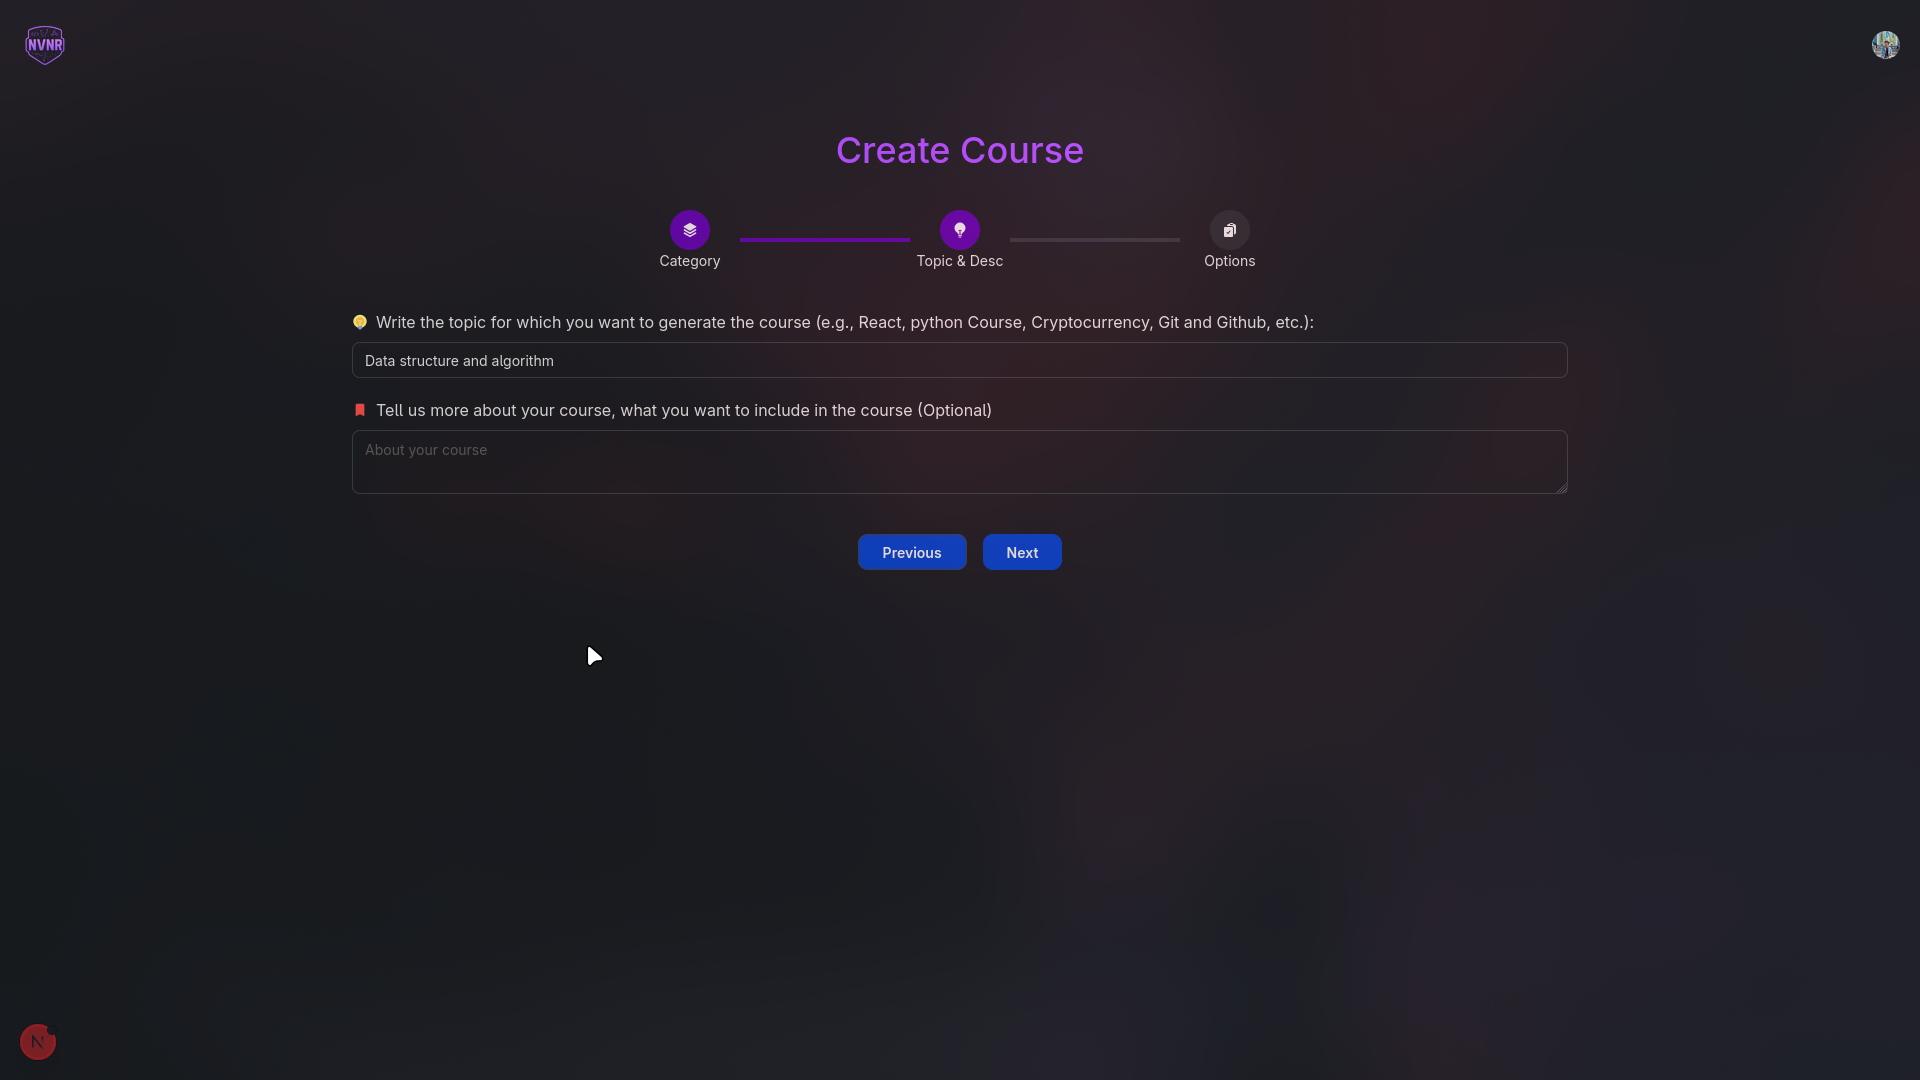 NVNR
Create Course
Category
Topic & Desc
Options
Write the topic for which you want to generate the course (e.g., React, python Course, Cryptocurrency, Git and Github, etc.):
Data structure and algorithm
Tell us more about your course, what you want to include in the course (Optional)
About your course
Previous
Next
N